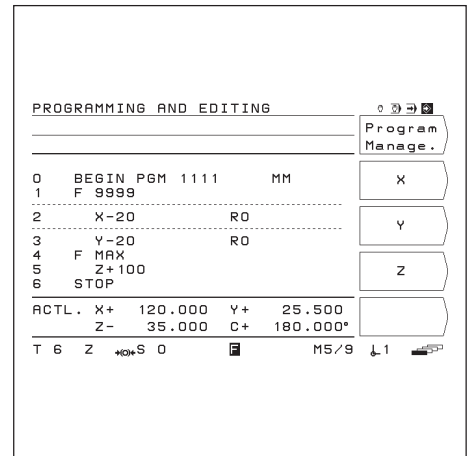 PROGRAMMING AND EDITING
Program
Manage.
0 BEGIN PGM 1111 MM
1 F 9999
2 X-20 R0
3 Y-20 R0
4 F MAX
5 Z+100
6 STOP
X
Y
Z
ACTL. X+ 120.000 Y+ 25.500
Z- 35.000 C+ 180.000°
T 6 Z S 0 F M5/9 1